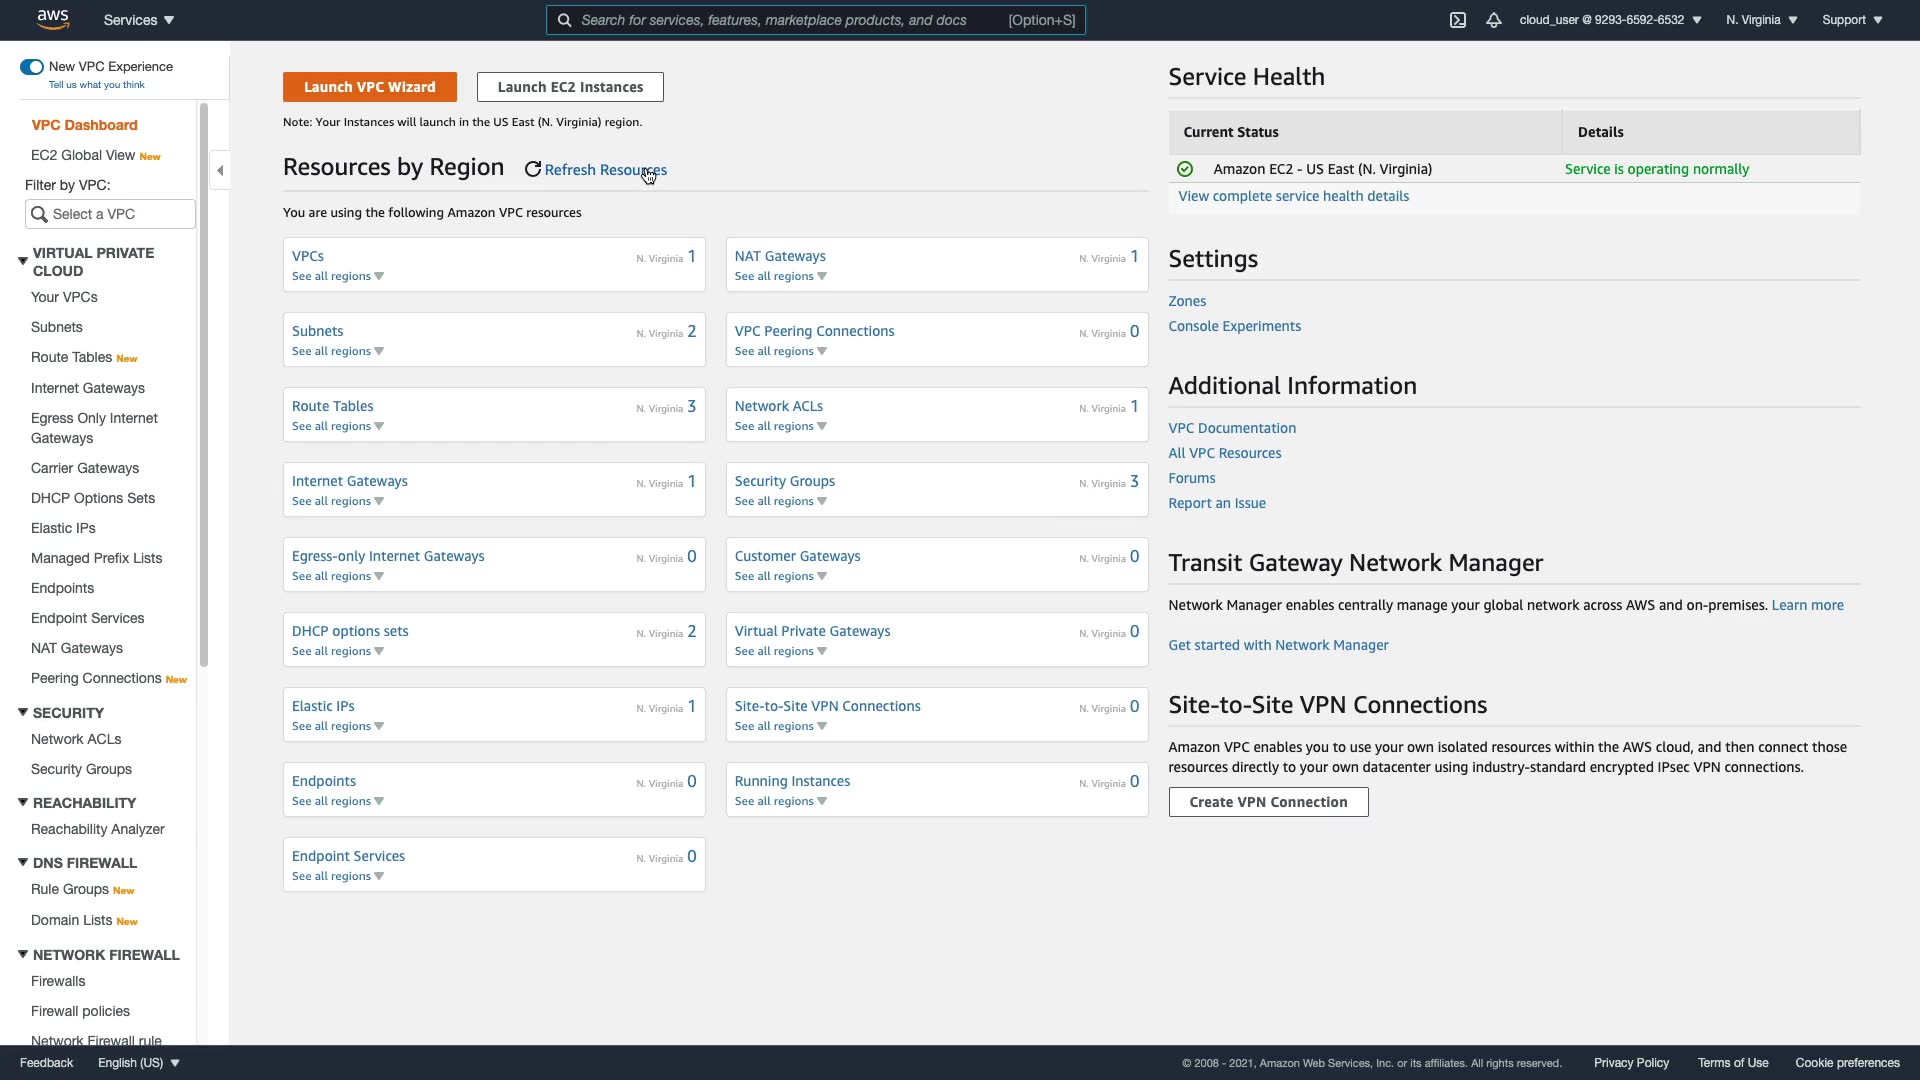 aws
Services ▼
Search for services, features, marketplace products, and docs [Option+S]
cloud_user @ 9293-6592-6532 ▼
N. Virginia ▼
Support ▼
New VPC Experience
Tell us what you think
VPC Dashboard
EC2 Global View New
Filter by VPC:
Select a VPC
VIRTUAL PRIVATE
CLOUD
Your VPCs
Subnets
Route Tables New
Internet Gateways
Egress Only Internet
Gateways
Carrier Gateways
DHCP Options Sets
Elastic IPs
Managed Prefix Lists
Endpoints
Endpoint Services
NAT Gateways
Peering Connections New
SECURITY
Network ACLs
Security Groups
REACHABILITY
Reachability Analyzer
DNS FIREWALL
Rule Groups New
Domain Lists New
NETWORK FIREWALL
Firewalls
Firewall policies
Network Firewall rule
Launch VPC Wizard
Launch EC2 Instances
Note: Your Instances will launch in the US East (N. Virginia) region.
Resources by Region
Refresh Resources
You are using the following Amazon VPC resources
VPCs N. Virginia 1
See all regions ▼
NAT Gateways N. Virginia 1
See all regions ▼
Subnets N. Virginia 2
See all regions ▼
VPC Peering Connections N. Virginia 0
See all regions ▼
Route Tables N. Virginia 3
See all regions ▼
Network ACLs N. Virginia 1
See all regions ▼
Internet Gateways N. Virginia 1
See all regions ▼
Security Groups N. Virginia 3
See all regions ▼
Egress-only Internet Gateways N. Virginia 0
See all regions ▼
Customer Gateways N. Virginia 0
See all regions ▼
DHCP options sets N. Virginia 2
See all regions ▼
Virtual Private Gateways N. Virginia 0
See all regions ▼
Elastic IPs N. Virginia 1
See all regions ▼
Site-to-Site VPN Connections N. Virginia 0
See all regions ▼
Endpoints N. Virginia 0
See all regions ▼
Running Instances N. Virginia 0
See all regions ▼
Endpoint Services N. Virginia 0
See all regions ▼
Service Health
Current Status Details
Amazon EC2 - US East (N. Virginia) Service is operating normally
View complete service health details
Settings
Zones
Console Experiments
Additional Information
VPC Documentation
All VPC Resources
Forums
Report an Issue
Transit Gateway Network Manager
Network Manager enables centrally manage your global network across AWS and on-premises. Learn more
Get started with Network Manager
Site-to-Site VPN Connections
Amazon VPC enables you to use your own isolated resources within the AWS cloud, and then connect those
resources directly to your own datacenter using industry-standard encrypted IPsec VPN connections.
Create VPN Connection
Feedback
English (US) ▼
© 2008 - 2021, Amazon Web Services, Inc. or its affiliates. All rights reserved.
Privacy Policy
Terms of Use
Cookie preferences